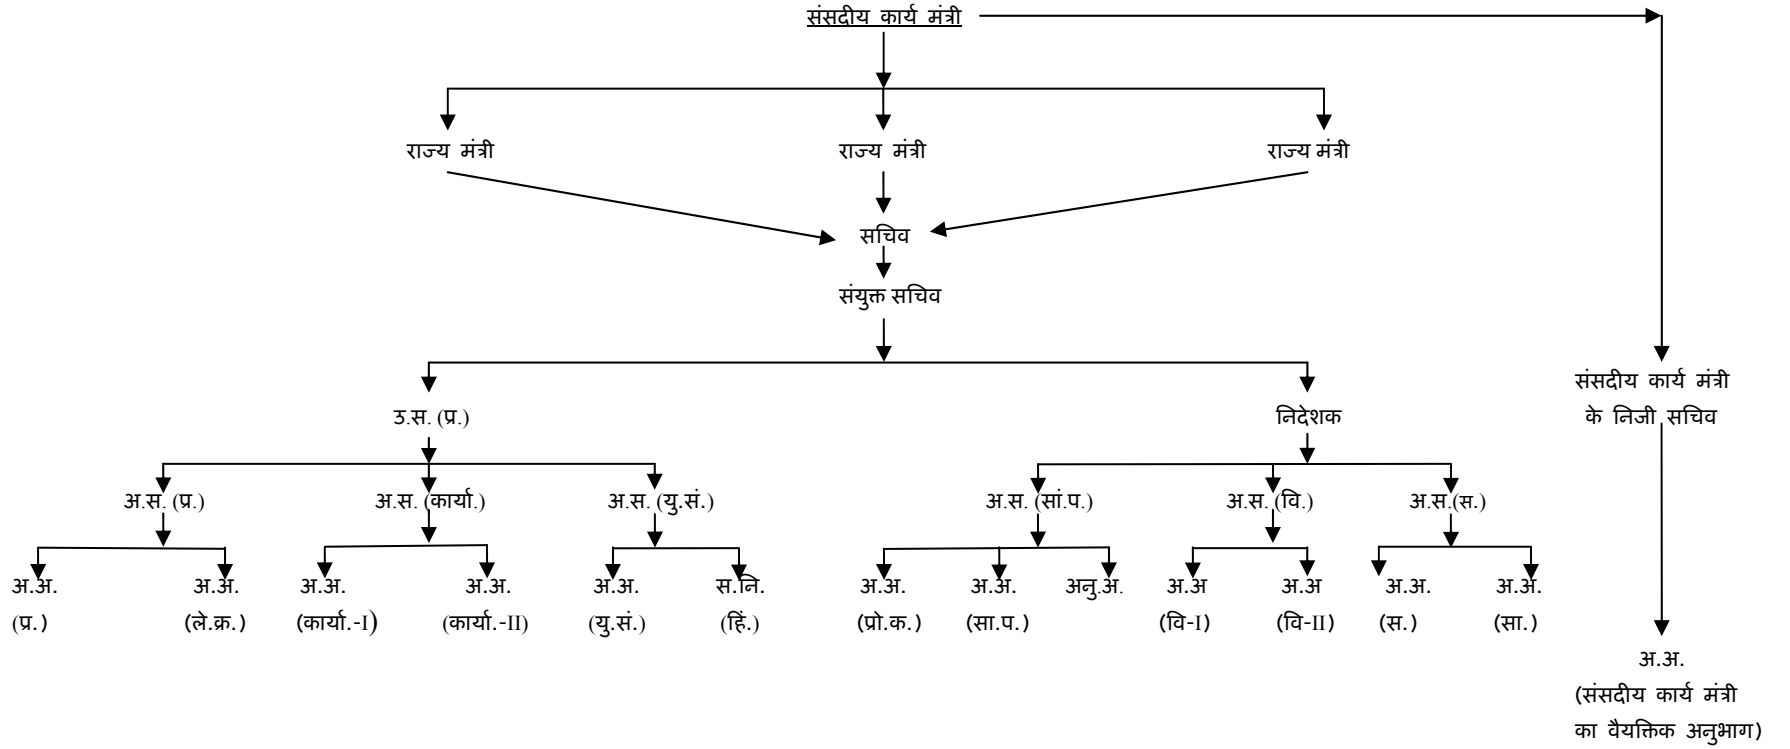 संसदीय कार्य मंत्री
राज्य मंत्री राज्य मंत्री राज्य मंत्री
सचिव
संयुक्त सचिव
संसदीय कार्य मंत्री
के निजी सचिव
उ.स. (प्र.) निदेशक
अ.स. (प्र.) अ.स. (कार्या.) अ.स. (यु.सं.) अ.स. (सां.प.) अ.स. (वि.) अ.स.(स.)
अ.अ. अ.अ. अ.अ. अ.अ. अ.अ. स.नि. अ.अ. अ.अ. अनु.अ. अ.अ अ.अ अ.अ. अ.अ.
(प्र.) (ले.क्र.) (कार्या.-I) (कार्या.-II) (यु.सं.) (हिं.) (प्रो.क.) (सा.प.) (वि-I) (वि-II) (स.) (सा.)
अ.अ.
(संसदीय कार्य मंत्री
का वैयक्तिक अनुभाग)